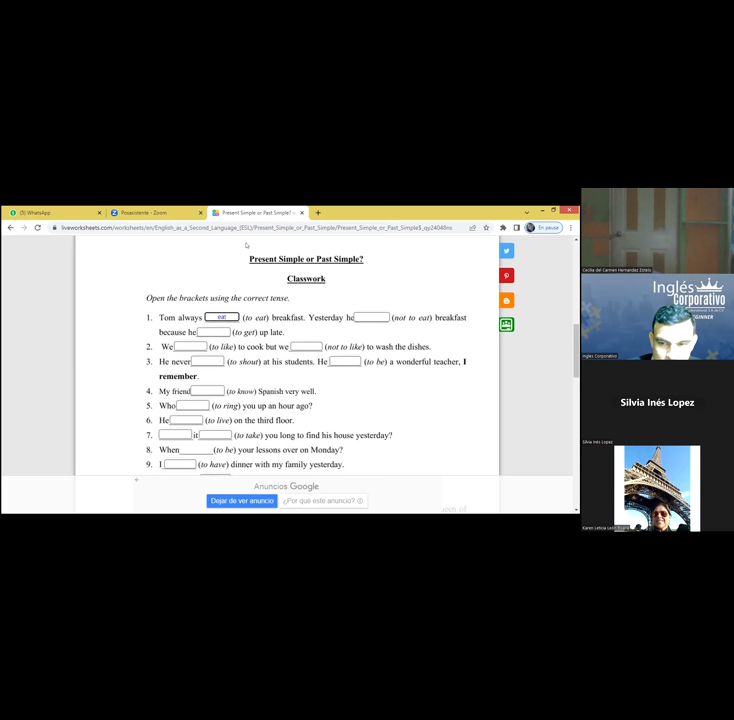 (5) WhatsApp
Posasistente - Zoom
Present Simple or Past Simple? -
liveworksheets.com/worksheets/en/English_as_a_Second_Language_(ESL)/Present_Simple_or_Past_Simple/Present_Simple_or_Past_Simple$_qy24048ns
En pausa
Present Simple or Past Simple?
Classwork
Open the brackets using the correct tense.
1. Tom always eat (to eat) breakfast. Yesterday he (not to eat) breakfast
because he (to get) up late.
2. We (to like) to cook but we (not to like) to wash the dishes.
3. He never (to shout) at his students. He (to be) a wonderful teacher, I
remember.
4. My friend (to know) Spanish very well.
5. Who (to ring) you up an hour ago?
6. He (to live) on the third floor.
7. it (to take) you long to find his house yesterday?
8. When (to be) your lessons over on Monday?
9. I (to have) dinner with my family yesterday.
Anuncios Google
Dejar de ver anuncio
¿Por qué este anuncio?
Cecilia del Carmen Hernandez
Inglés
Corporativo
Ingles Corporativo
Silvia Inés Lopez
Silvia Inés Lopez
Karen Leticia León